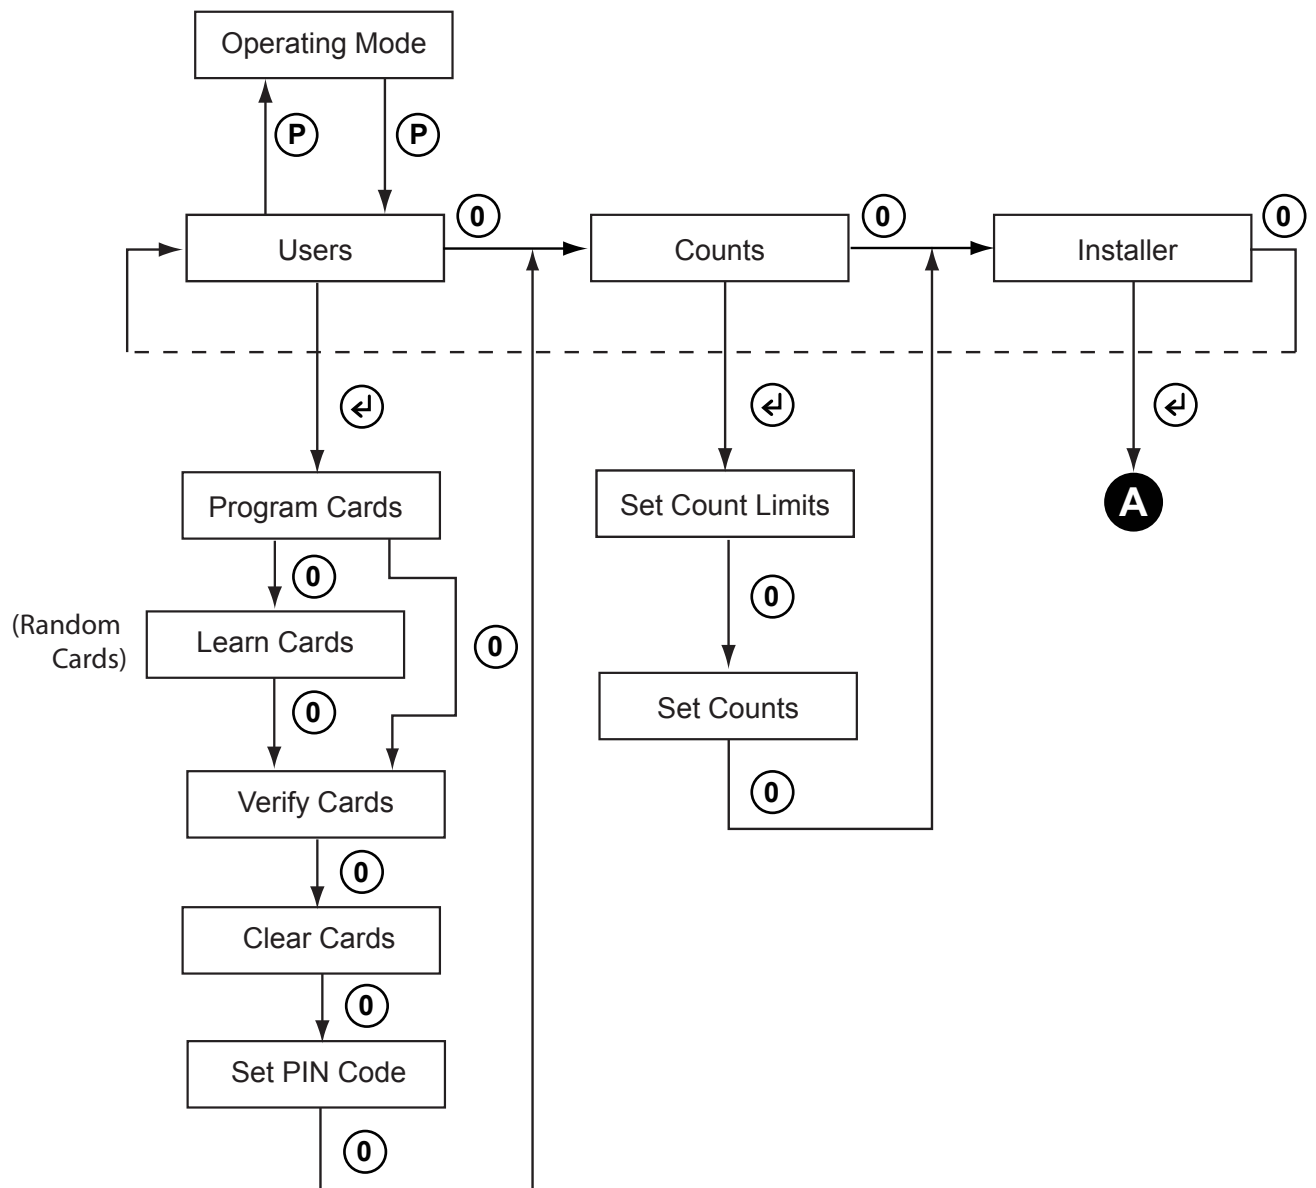 Operating Mode
P
P
0
0
0
Users
Counts
Installer
Program Cards
Set Count Limits
A
0
0
(Random
Cards)
Learn Cards
0
0
Set Counts
0
0
Verify Cards
0
Clear Cards
0
Set PIN Code
0